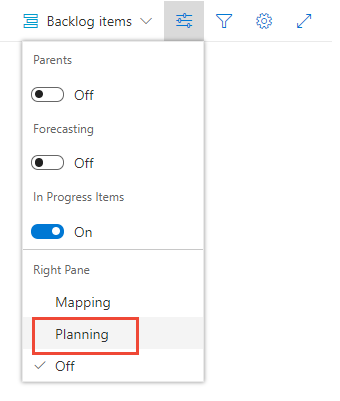 Backlog items
Parents
Off
Forecasting
Off
In Progress Items
On
Right Pane
Mapping
Planning
Off